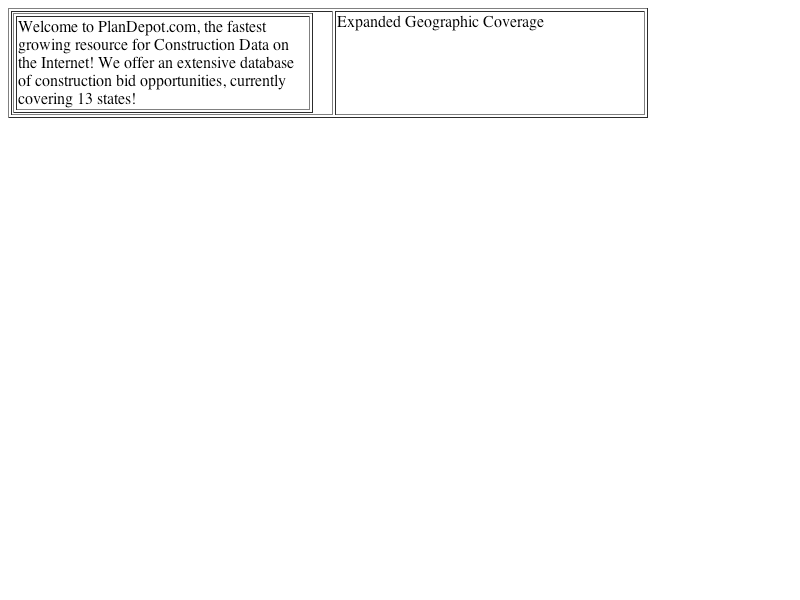 Welcome to PlanDepot.com, the fastest
growing resource for Construction Data on
the Internet! We offer an extensive database
of construction bid opportunities, currently
covering 13 states!
Expanded Geographic Coverage